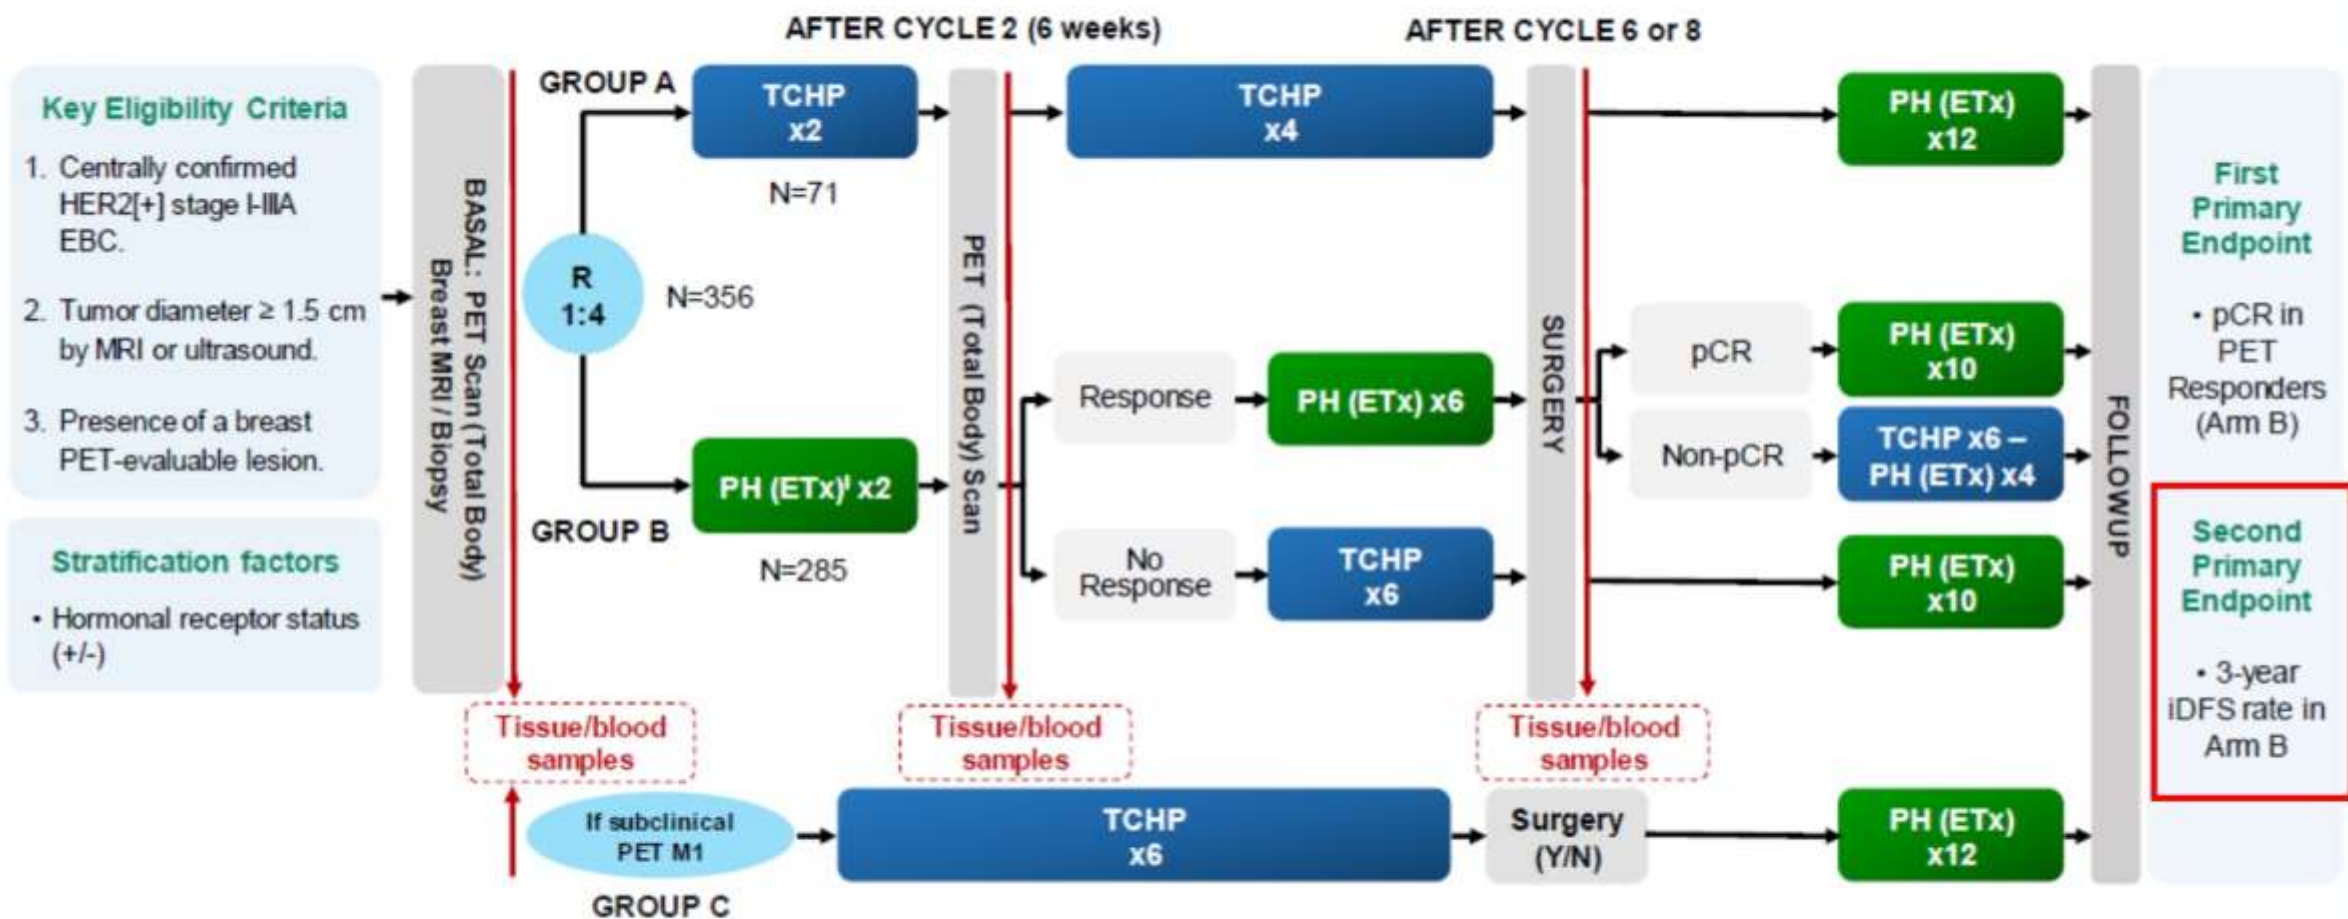 AFTER CYCLE 2 (6 weeks)
AFTER CYCLE 6 or 8
Key Eligibility Criteria
1. Centrally confirmed
HER2[+] stage I-IIIA
EBC.
2. Tumor diameter ≥ 1.5 cm
by MRI or ultrasound.
3. Presence of a breast
PET-evaluable lesion.
Stratification factors
• Hormonal receptor status
(+/-)
BASAL: PET Scan (Total Body)
Breast MRI / Biopsy
R
1:4
N=356
GROUP A
TCHP
x2
N=71
GROUP B
PH (ETx)ᴵ x2
N=285
PET (Total Body) Scan
TCHP
x4
Response
PH (ETx) x6
No
Response
TCHP
x6
SURGERY
PH (ETx)
x12
pCR
PH (ETx)
x10
Non-pCR
TCHP x6 –
PH (ETx) x4
PH (ETx)
x10
FOLLOWUP
First
Primary
Endpoint
• pCR in
PET
Responders
(Arm B)
Second
Primary
Endpoint
• 3-year
iDFS rate in
Arm B
Tissue/blood
samples
Tissue/blood
samples
Tissue/blood
samples
If subclinical
PET M1
GROUP C
TCHP
x6
Surgery
(Y/N)
PH (ETx)
x12